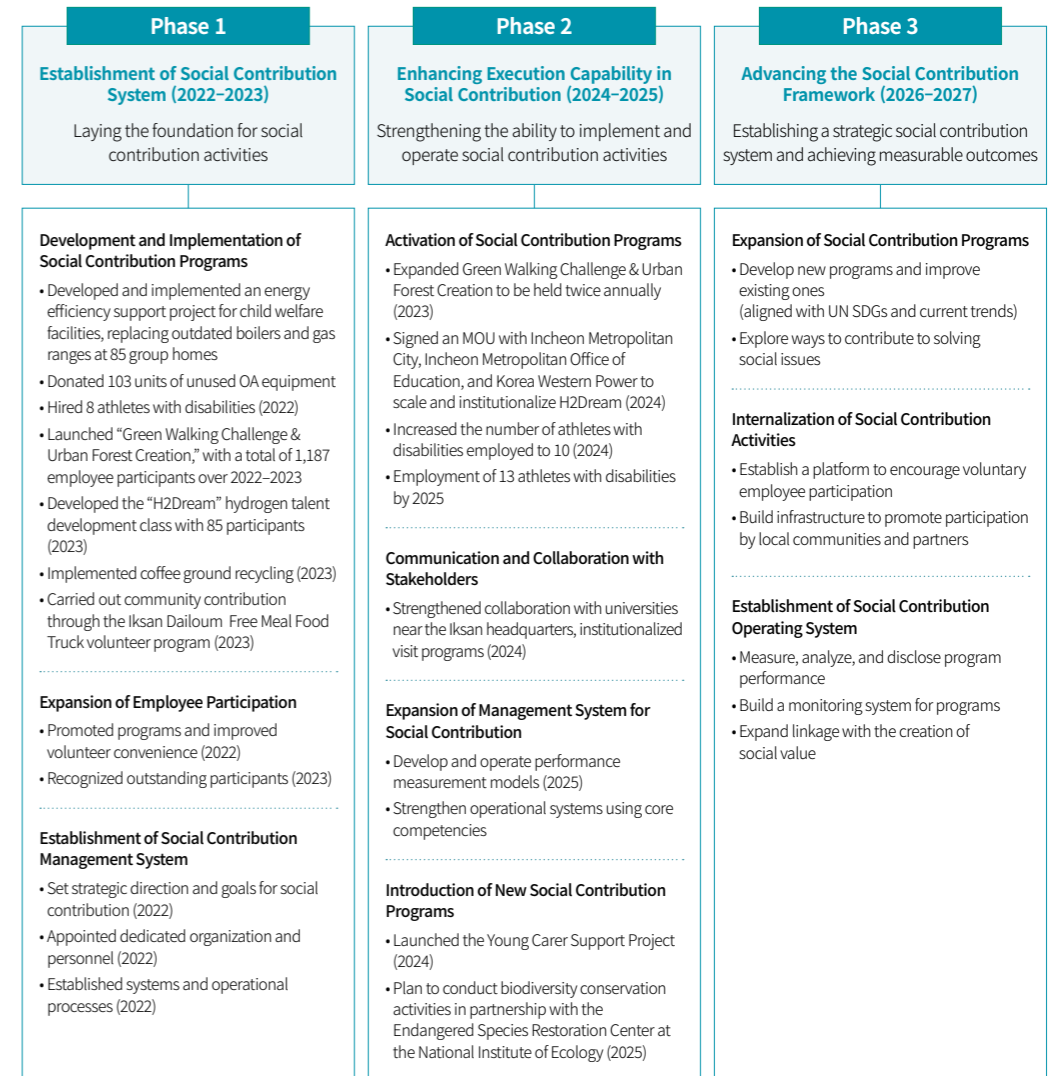 Phase 1
Establishment of Social Contribution
System (2022–2023)
Laying the foundation for social
contribution activities
Development and Implementation of
Social Contribution Programs
• Developed and implemented an energy
efficiency support project for child welfare
facilities, replacing outdated boilers and gas
ranges at 85 group homes
• Donated 103 units of unused OA equipment
• Hired 8 athletes with disabilities (2022)
• Launched “Green Walking Challenge &
Urban Forest Creation,” with a total of 1,187
employee participants over 2022–2023
• Developed the “H2Dream” hydrogen talent
development class with 85 participants
(2023)
• Implemented coffee ground recycling (2023)
• Carried out community contribution
through the Iksan Dailoum Free Meal Food
Truck volunteer program (2023)
Expansion of Employee Participation
• Promoted programs and improved
volunteer convenience (2022)
• Recognized outstanding participants (2023)
Establishment of Social Contribution
Management System
• Set strategic direction and goals for social
contribution (2022)
• Appointed dedicated organization and
personnel (2022)
• Established systems and operational
processes (2022)
Phase 2
Enhancing Execution Capability in
Social Contribution (2024–2025)
Strengthening the ability to implement and
operate social contribution activities
Activation of Social Contribution Programs
• Expanded Green Walking Challenge & Urban
Forest Creation to be held twice annually
(2023)
• Signed an MOU with Incheon Metropolitan
City, Incheon Metropolitan Office of
Education, and Korea Western Power to
scale and institutionalize H2Dream (2024)
• Increased the number of athletes with
disabilities employed to 10 (2024)
• Employment of 13 athletes with disabilities
by 2025
Communication and Collaboration with
Stakeholders
• Strengthened collaboration with universities
near the Iksan headquarters, institutionalized
visit programs (2024)
Expansion of Management System for
Social Contribution
• Develop and operate performance
measurement models (2025)
• Strengthen operational systems using core
competencies
Introduction of New Social Contribution
Programs
• Launched the Young Carer Support Project
(2024)
• Plan to conduct biodiversity conservation
activities in partnership with the
Endangered Species Restoration Center at
the National Institute of Ecology (2025)
Phase 3
Advancing the Social Contribution
Framework (2026–2027)
Establishing a strategic social contribution
system and achieving measurable outcomes
Expansion of Social Contribution Programs
• Develop new programs and improve
existing ones
(aligned with UN SDGs and current trends)
• Explore ways to contribute to solving
social issues
Internalization of Social Contribution
Activities
• Establish a platform to encourage voluntary
employee participation
• Build infrastructure to promote participation
by local communities and partners
Establishment of Social Contribution
Operating System
• Measure, analyze, and disclose program
performance
• Build a monitoring system for programs
• Expand linkage with the creation of
social value